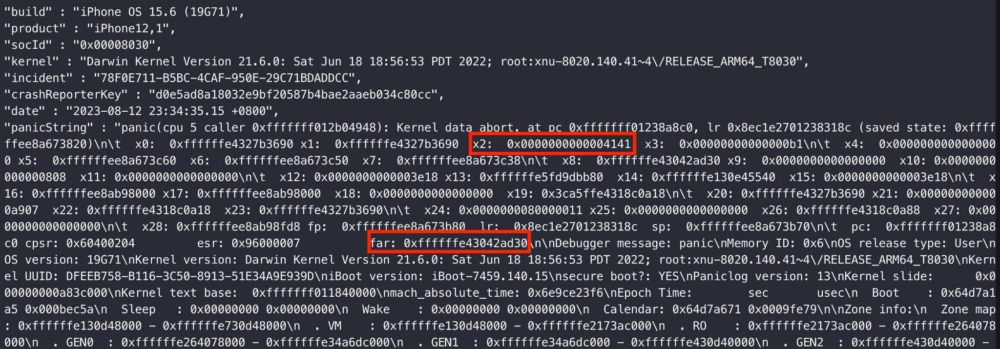 "build" : "iPhone OS 15.6 (19G71)",
"product" : "iPhone12,1",
"socId" : "0x00008030",
"kernel" : "Darwin Kernel Version 21.6.0: Sat Jun 18 18:56:53 PDT 2022; root:xnu-8020.140.41~4\/RELEASE_ARM64_T8030",
"incident" : "78F0E711-B5BC-4CAF-950E-29C71BDADDCC",
"crashReporterKey" : "d0e5ad8a18032e9bf20587b4bae2aaeb034c80cc",
"date" : "2023-08-12 23:34:35.15 +0800",
"panicString" : "panic(cpu 5 caller 0xfffffff012b04948): Kernel data abort. at pc 0xfffffff01238a8c0, lr 0x8ec1e2701238318c (saved state: 0xffff
ffee8a673820)\n\t  x0:  0xffffffe4327b3690 x1:  0xffffffe4327b3690  x2:  0x0000000000004141  x3:  0x00000000000000b1\n\t  x4:  0x000000000000000
0 x5:  0xffffffee8a673c60  x6:  0xffffffee8a673c50  x7:  0xffffffee8a673c38\n\t  x8:  0xffffffe43042ad30 x9:  0x0000000000000000  x10: 0x0000000
000000808  x11: 0x0000000000000000\n\t  x12: 0x0000000000003e18 x13: 0xffffffe5fd9dbb80  x14: 0xffffffe130e45540  x15: 0x0000000000003e18\n\t  x
16: 0xffffffee8ab98000 x17: 0xffffffee8ab98000  x18: 0x0000000000000000  x19: 0x3ca5ffe4318c0a18\n\t  x20: 0xffffffe4327b3690 x21: 0x00000000000
0a907  x22: 0xffffffe4318c0a18  x23: 0xffffffe4327b3690\n\t  x24: 0x0000000080000011 x25: 0x0000000000000000  x26: 0xffffffe4318c0a88  x27: 0x00
00000000000000\n\t  x28: 0xffffffee8ab98fd8 fp:  0xffffffee8a673b80  lr:  0x8ec1e2701238318c  sp:  0xffffffee8a673b70\n\t  pc:  0xfffffff01238a8
c0 cpsr: 0x60400204         esr: 0x96000007          far: 0xffffffe43042ad30\n\nDebugger message: panic\nMemory ID: 0x6\nOS release type: User\n
OS version: 19G71\nKernel version: Darwin Kernel Version 21.6.0: Sat Jun 18 18:56:53 PDT 2022; root:xnu-8020.140.41~4\/RELEASE_ARM64_T8030\nKern
el UUID: DFEEB758-B116-3C50-8913-51E34A9E939D\niBoot version: iBoot-7459.140.15\nsecure boot?: YES\nPaniclog version: 13\nKernel slide:      0x0
00000000a83c000\nKernel text base:  0xfffffff011840000\nmach_absolute_time: 0x6e9ce23f6\nEpoch Time:        sec       usec\n  Boot    : 0x64d7a1
a5 0x000bec5a\n  Sleep   : 0x00000000 0x00000000\n  Wake    : 0x00000000 0x00000000\n  Calendar: 0x64d7a671 0x0009fe79\n\nZone info:\n  Zone map
: 0xffffffe130d48000 - 0xffffffe730d48000\n  . VM    : 0xffffffe130d48000 - 0xffffffe2173ac000\n  . RO    : 0xffffffe2173ac000 - 0xffffffe264078
000\n  . GEN0  : 0xffffffe264078000 - 0xffffffe34a6dc000\n  . GEN1  : 0xffffffe34a6dc000 - 0xffffffe430d40000\n  . GEN2  : 0xffffffe430d40000 -